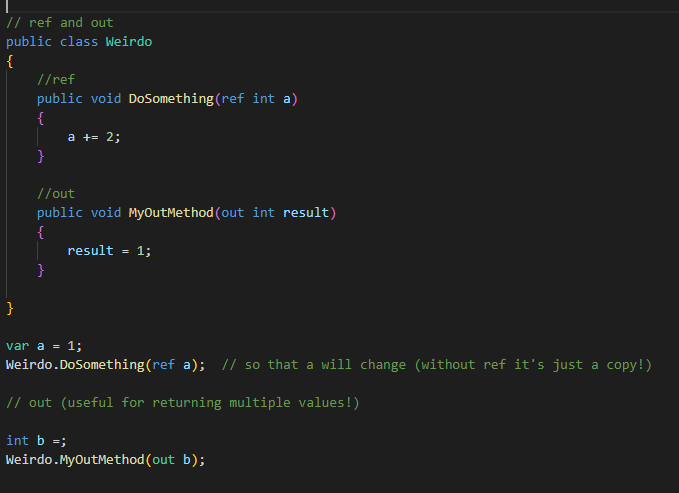 // ref and out
public class Weirdo
{
//ref
public void DoSomething(ref int a)
{
a += 2;
}
//out
public void MyOutMethod(out int result)
{
result = 1;
}
}
var a = 1;
Weirdo.DoSomething(ref a);  // so that a will change (without ref it's just a copy!)
// out (useful for returning multiple values!)
int b =;
Weirdo.MyOutMethod(out b);